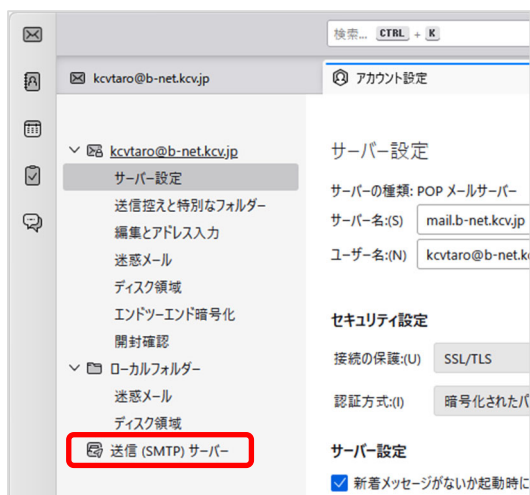 検索... CTRL + K
kcvtaro@b-net.kcv.jp
アカウント設定
kcvtaro@b-net.kcv.jp
サーバー設定
送信控えと特別なフォルダー
編集とアドレス入力
迷惑メール
ディスク領域
エンドツーエンド暗号化
開封確認
ローカルフォルダー
迷惑メール
ディスク領域
送信 (SMTP) サーバー
サーバー設定
サーバーの種類: POP メールサーバー
サーバー名:(S) mail.b-net.kcv.jp
ユーザー名:(N) kcvtaro@b-net.k
セキュリティ設定
接続の保護:(U) SSL/TLS
認証方式:(I) 暗号化されたパ
サーバー設定
新着メッセージがないか起動時に